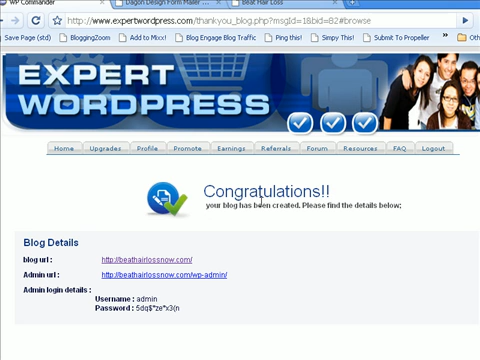 WP Commander
Dagon Design Form Mailer ...
Beat Hair Loss
http://www.expertwordpress.com/thankyou_blog.php?msgId=1&bid=82#browse
Save Page (std)
BloggingZoom
Add to Mixx!
Blog Engage Blog Traffic
Ping this!
Simpy This!
Submit To Propeller
EXPERT
WORDPRESS
Home
Upgrades
Profile
Promote
Earnings
Referrals
Forum
Resources
FAQ
Logout
Congratulations!!
your blog has been created. Please find the details below;
Blog Details
blog url :
http://beathairlossnow.com/
Admin url :
http://beathairlossnow.com/wp-admin/
Admin login details :
Username : admin
Password : 5dq$*ze*x3(n